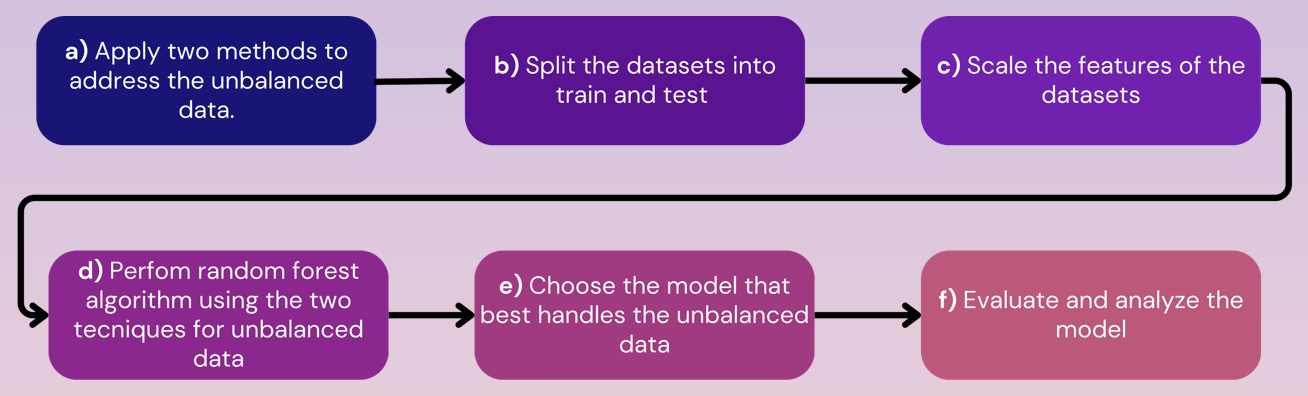 a) Apply two methods to
address the unbalanced
data.
b) Split the datasets into
train and test
c) Scale the features of the
datasets
d) Perfom random forest
algorithm using the two
tecniques for unbalanced
data
e) Choose the model that
best handles the unbalanced
data
f) Evaluate and analyze the
model